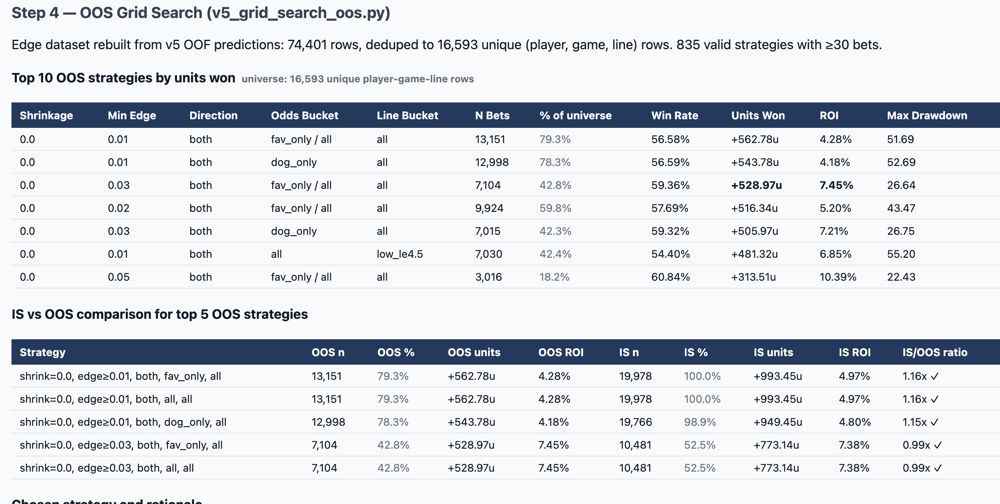 Step 4 — OOS Grid Search (v5_grid_search_oos.py)
Edge dataset rebuilt from v5 OOF predictions: 74,401 rows, deduped to 16,593 unique (player, game, line) rows. 835 valid strategies with ≥30 bets.
Top 10 OOS strategies by units won universe: 16,593 unique player-game-line rows
Shrinkage Min Edge Direction Odds Bucket Line Bucket N Bets % of universe Win Rate Units Won ROI Max Drawdown
0.0 0.01 both fav_only / all all 13,151 79.3% 56.58% +562.78u 4.28% 51.69
0.0 0.01 both dog_only all 12,998 78.3% 56.59% +543.78u 4.18% 52.69
0.0 0.03 both fav_only / all all 7,104 42.8% 59.36% +528.97u 7.45% 26.64
0.0 0.02 both fav_only / all all 9,924 59.8% 57.69% +516.34u 5.20% 43.47
0.0 0.03 both dog_only all 7,015 42.3% 59.32% +505.97u 7.21% 26.75
0.0 0.01 both all low_le4.5 7,030 42.4% 54.40% +481.32u 6.85% 55.20
0.0 0.05 both fav_only / all all 3,016 18.2% 60.84% +313.51u 10.39% 22.43
IS vs OOS comparison for top 5 OOS strategies
Strategy OOS n OOS % OOS units OOS ROI IS n IS % IS units IS ROI IS/OOS ratio
shrink=0.0, edge≥0.01, both, fav_only, all 13,151 79.3% +562.78u 4.28% 19,978 100.0% +993.45u 4.97% 1.16x ✓
shrink=0.0, edge≥0.01, both, all, all 13,151 79.3% +562.78u 4.28% 19,978 100.0% +993.45u 4.97% 1.16x ✓
shrink=0.0, edge≥0.01, both, dog_only, all 12,998 78.3% +543.78u 4.18% 19,766 98.9% +949.45u 4.80% 1.15x ✓
shrink=0.0, edge≥0.03, both, fav_only, all 7,104 42.8% +528.97u 7.45% 10,481 52.5% +773.14u 7.38% 0.99x ✓
shrink=0.0, edge≥0.03, both, all, all 7,104 42.8% +528.97u 7.45% 10,481 52.5% +773.14u 7.38% 0.99x ✓
Chosen strategy and rationale